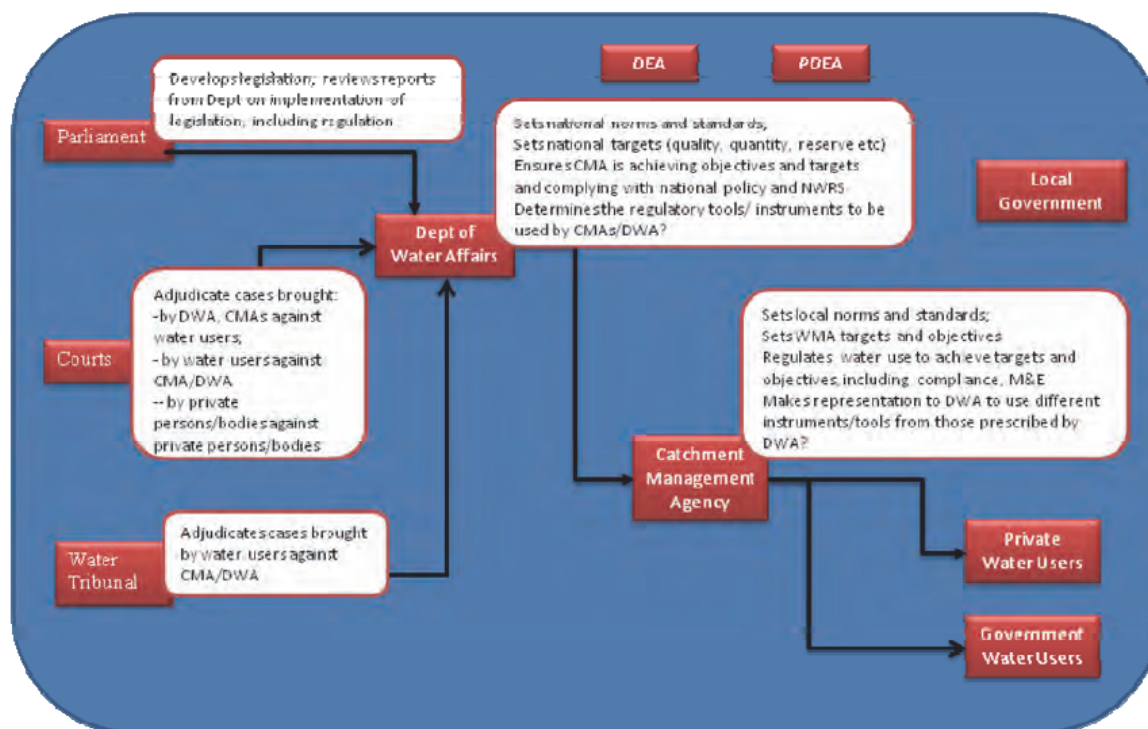 DEA
PDEA
Develops legislation, reviews reports
from Dept on implementation of
legislation, including regulation
Parliament
Sets national norms and standards,
Sets national targets (quality, quantity, reserve etc)
Ensures CMA is achieving objectives and targets
and complying with national policy and NWRS
Determines the regulatory tools/ instruments to be
used by CMAs/DWA?
Local
Government
Dept of
Water Affairs
Adjudicate cases brought:
-by DWA, CMAs against
water users,
- by water users against
CMA/DWA
-- by private
persons/bodies against
private persons/bodies
Courts
Sets local norms and standards;
Sets WMA targets and objectives
Regulates water use to achieve targets and
objectives, including compliance, M&E
Makes representation to DWA to use different
instruments/tools from those prescribed by
DWA?
Catchment
Management
Agency
Adjudicates cases brought
by water users against
CMA/DWA
Water
Tribunal
Private
Water Users
Government
Water Users